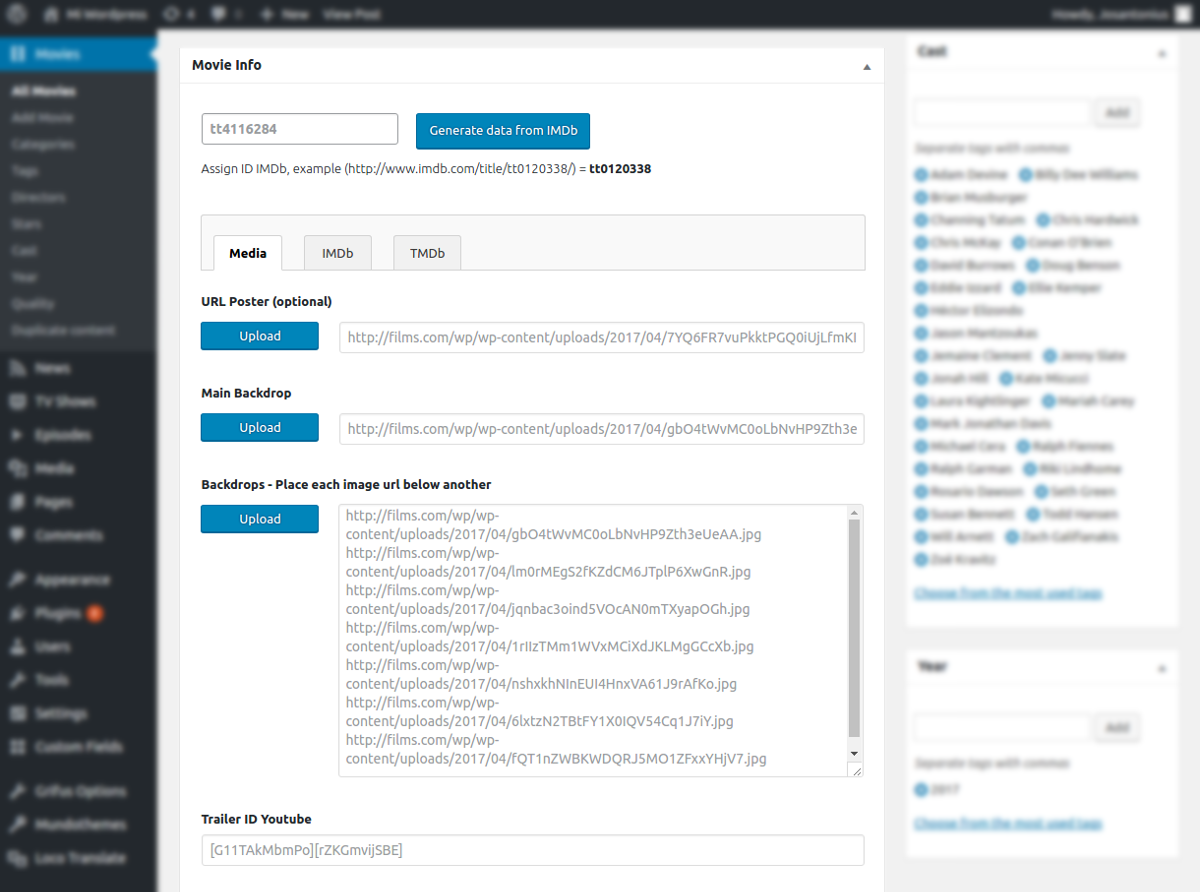 Mi Wordpress
4
New
View Post
Howdy, Josantonius
Movies
All Movies
Add Movie
Categories
Tags
Directors
Stars
Cast
Year
Quality
Duplicate content
News
TV Shows
Episodes
Media
Pages
Comments
Appearance
Plugins
Users
Tools
Settings
Custom Fields
Grifus Options
Mundothemes
Loco Translate
Movie Info
tt4116284
Generate data from IMDb
Assign ID IMDb, example (http://www.imdb.com/title/tt0120338/) = tt0120338
Media
IMDb
TMDb
URL Poster (optional)
Upload
http://films.com/wp/wp-content/uploads/2017/04/7YQ6FR7vuPkktPGQ0iUjLfmKI
Main Backdrop
Upload
http://films.com/wp/wp-content/uploads/2017/04/gbO4tWvMC0oLbNvHP9Zth3e
Backdrops - Place each image url below another
Upload
http://films.com/wp/wp-
content/uploads/2017/04/gbO4tWvMC0oLbNvHP9Zth3eUeAA.jpg
http://films.com/wp/wp-
content/uploads/2017/04/lm0rMEgS2fKZdCM6JTplP6XwGnR.jpg
http://films.com/wp/wp-
content/uploads/2017/04/jqnbac3oind5VOcAN0mTXyapOGh.jpg
http://films.com/wp/wp-
content/uploads/2017/04/1rIIzTMm1WVxMCiXdJKLMgGCcXb.jpg
http://films.com/wp/wp-
content/uploads/2017/04/nshxkhNInEUI4HnxVA61J9rAfKo.jpg
http://films.com/wp/wp-
content/uploads/2017/04/6lxtzN2TBtFY1X0IQV54Cq1J7iY.jpg
http://films.com/wp/wp-
content/uploads/2017/04/fQT1nZWBKWDQRJ5MO1ZFxxYHjV7.jpg
Trailer ID Youtube
[G11TAkMbmPo][rZKGmvijSBE]
Cast
Add
Separate tags with commas
Adam Devine Billy Dee Williams
Brian Musburger
Channing Tatum Chris Hardwick
Chris McKay Conan O'Brien
David Burrows Doug Benson
Eddie Izzard Ellie Kemper
Héctor Elizondo
Jason Mantzoukas
Jemaine Clement Jenny Slate
Jonah Hill Kate Micucci
Laura Kightlinger Mariah Carey
Mark Jonathan Davis
Michael Cera Ralph Fiennes
Ralph Garman Riki Lindhome
Rosario Dawson Seth Green
Susan Bennett Todd Hansen
Will Arnett Zach Galifianakis
Zoë Kravitz
Choose from the most used tags
Year
Add
Separate tags with commas
2017
Choose from the most used tags